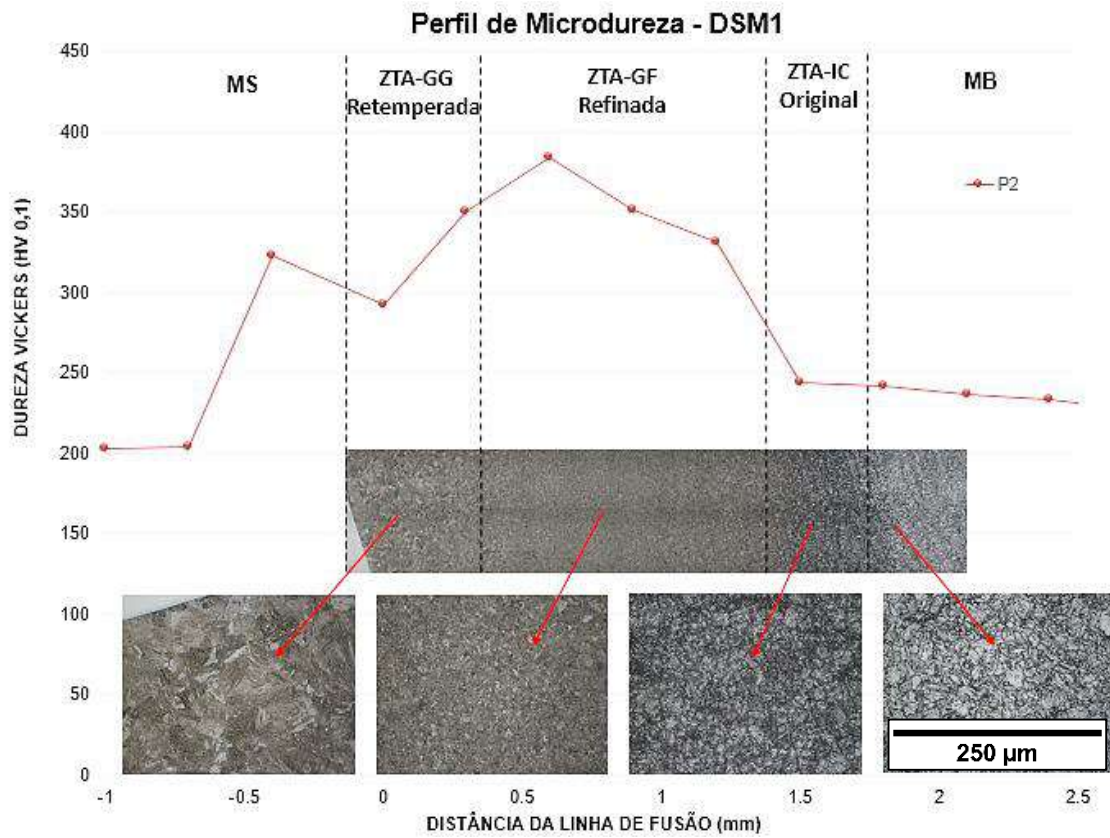 Perfil de Microdureza - DSM1
450
400
350
300
250
200
150
100
50
0
DUREZA VICKERS (HV 0,1)
MS
ZTA-GG
Retemperada
ZTA-GF
Refinada
ZTA-IC
Original
MB
P2
250 µm
-1
-0.5
0
0.5
1
1.5
2
2.5
DISTÂNCIA DA LINHA DE FUSÃO (mm)